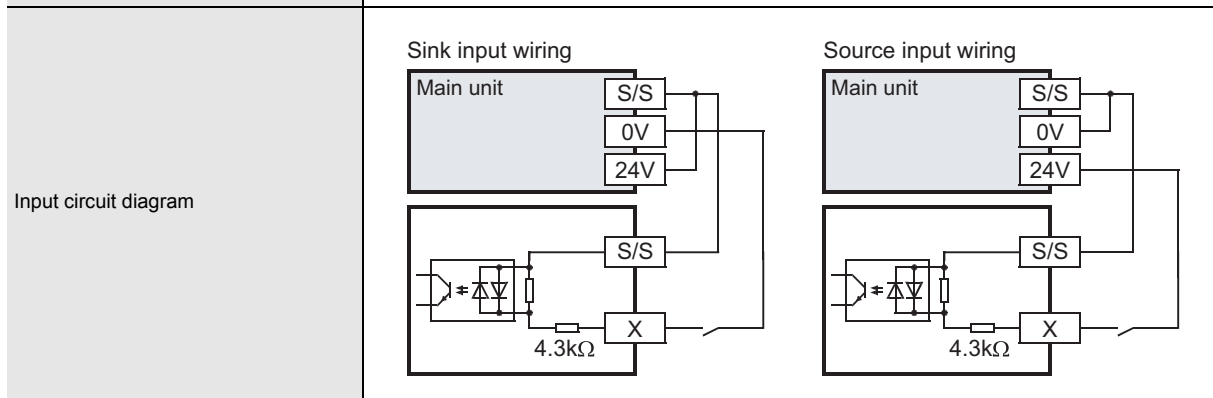 Input circuit diagram
Sink input wiring
Main unit
S/S
0V
24V
S/S
X
4.3kΩ
Source input wiring
Main unit
S/S
0V
24V
S/S
X
4.3kΩ